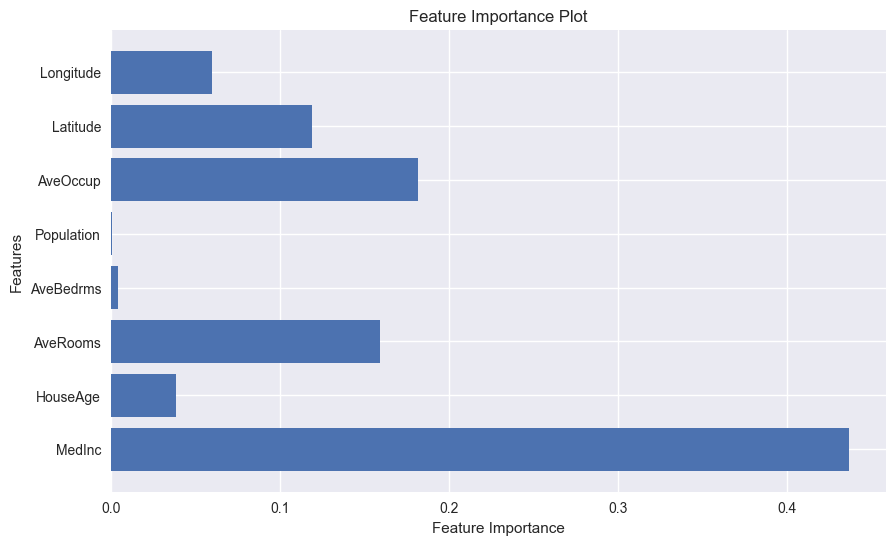 Feature Importance Plot
Features
Longitude
Latitude
AveOccup
Population
AveBedrms
AveRooms
HouseAge
MedInc
0.0 0.1 0.2 0.3 0.4
Feature Importance